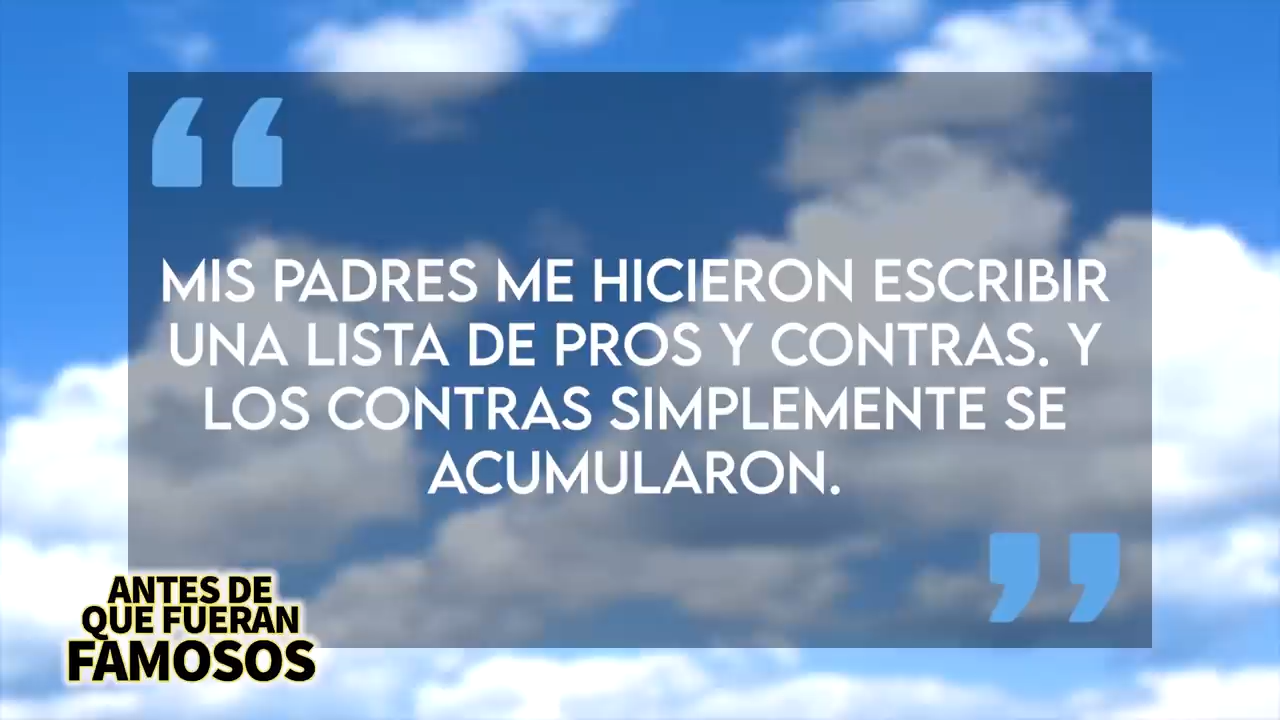 MIS PADRES ME HICIERON ESCRIBIR
UNA LISTA DE PROS Y CONTRAS. Y
LOS CONTRAS SIMPLEMENTE SE
ACUMULARON.
ANTES DE
QUE FUERAN
FAMOSOS